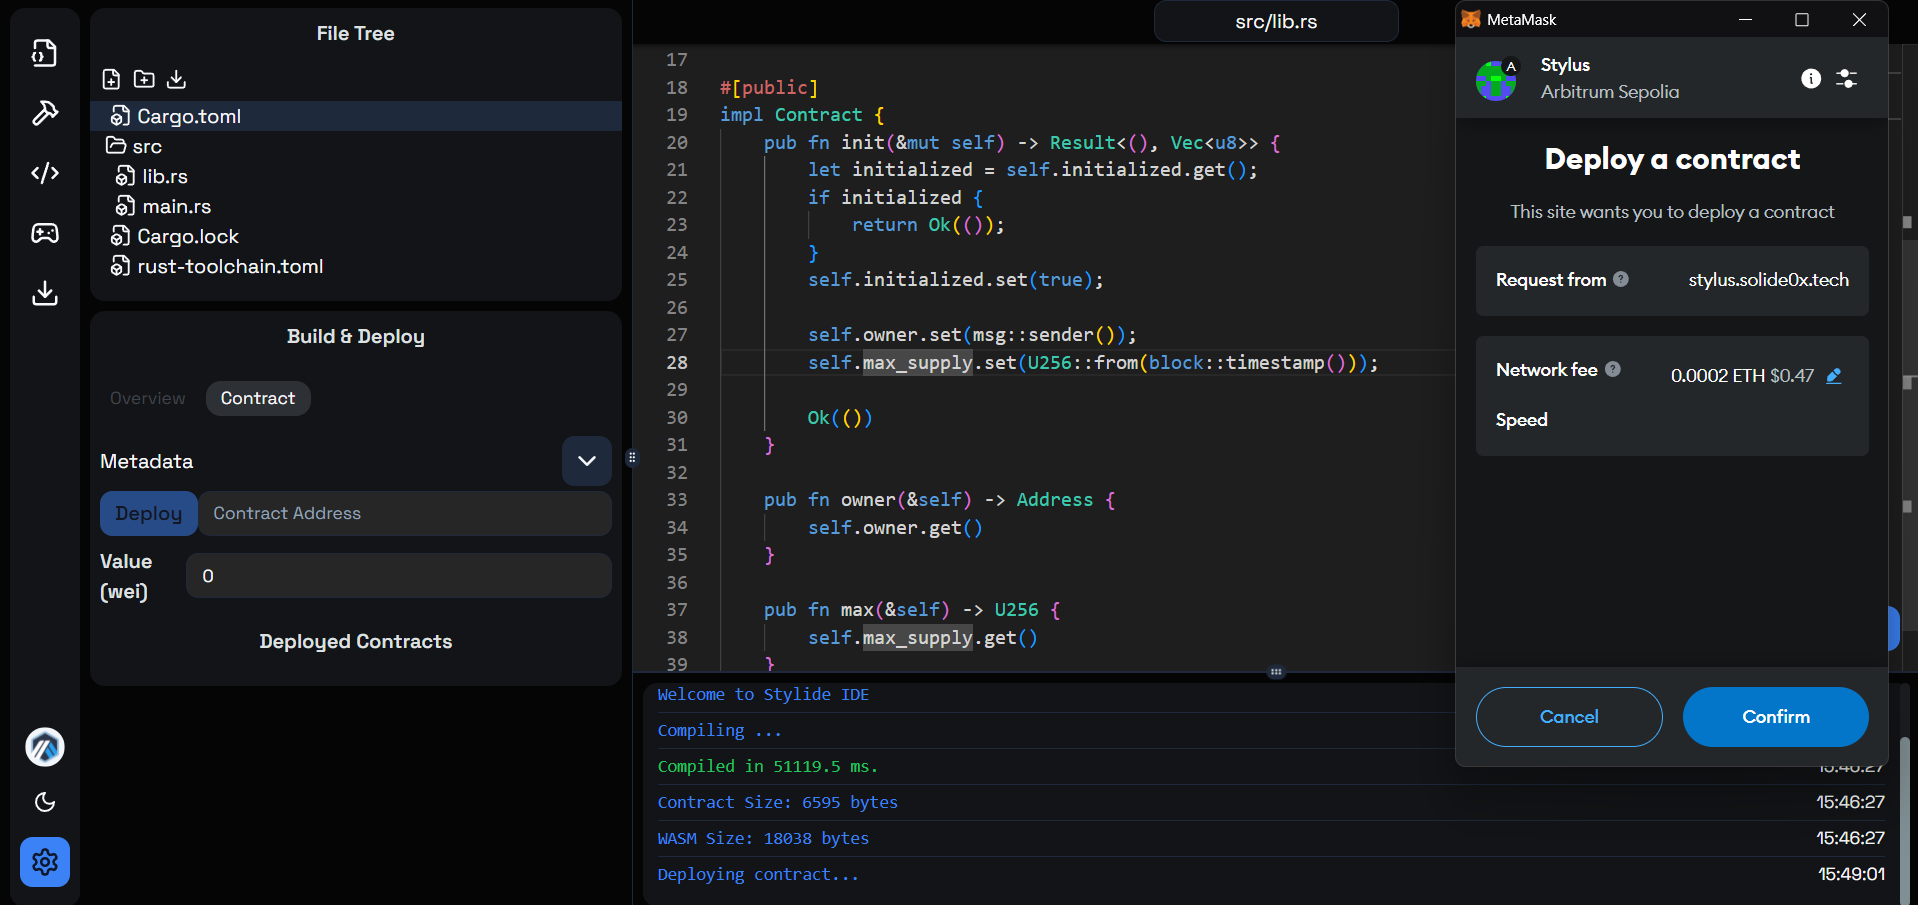 File Tree
Cargo.toml
src
lib.rs
main.rs
Cargo.lock
rust-toolchain.toml
Build & Deploy
Overview
Contract
Metadata
Deploy
Contract Address
Value
(wei)
0
Deployed Contracts
src/lib.rs
17
18 #[public]
19 impl Contract {
20 pub fn init(&mut self) -> Result<(), Vec<u8>> {
21 let initialized = self.initialized.get();
22 if initialized {
23 return Ok(());
24 }
25 self.initialized.set(true);
26
27 self.owner.set(msg::sender());
28 self.max_supply.set(U256::from(block::timestamp()));
29
30 Ok(())
31 }
32
33 pub fn owner(&self) -> Address {
34 self.owner.get()
35 }
36
37 pub fn max(&self) -> U256 {
38 self.max_supply.get()
39 }
Welcome to Stylide IDE
Compiling ...
Compiled in 51119.5 ms. 15:46:27
Contract Size: 6595 bytes 15:46:27
WASM Size: 18038 bytes 15:46:27
Deploying contract... 15:49:01
MetaMask
A
Stylus
Arbitrum Sepolia
Deploy a contract
This site wants you to deploy a contract
Request from ? stylus.solide0x.tech
Network fee ? 0.0002 ETH $0.47
Speed
Cancel
Confirm